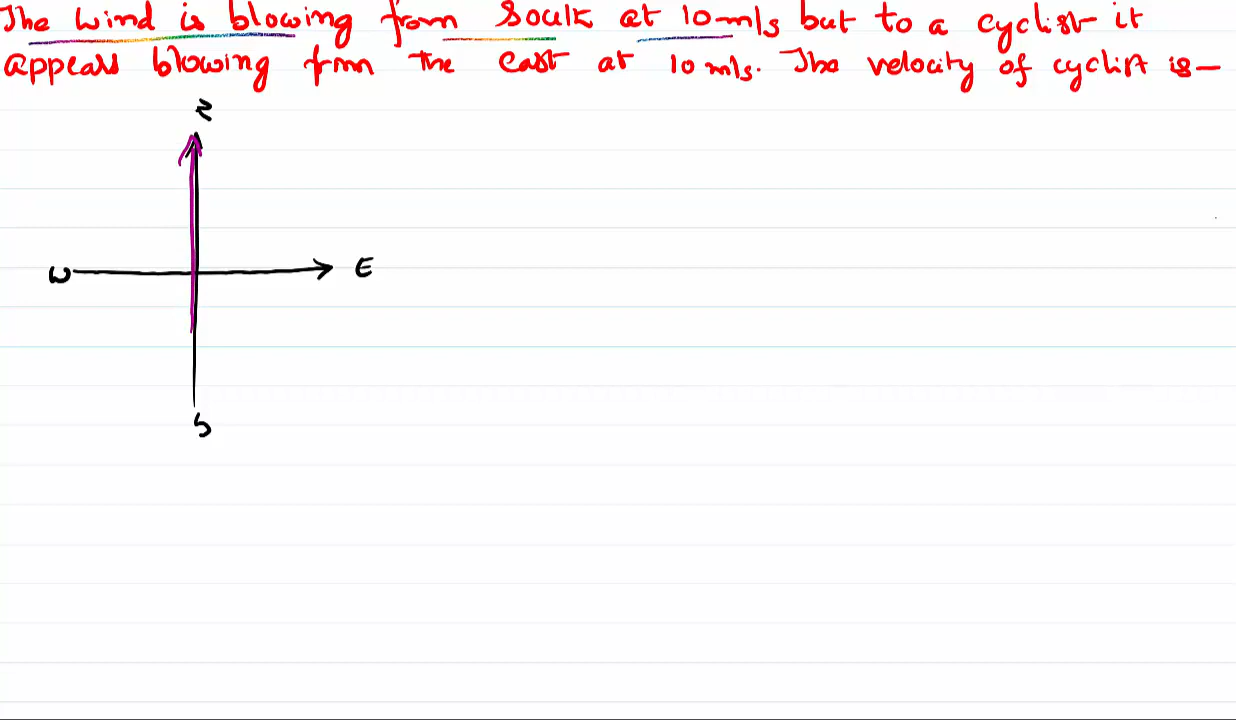 The wind is blowing from South at 10 m/s but to a cyclist it
appears blowing from the east at 10 m/s. The velocity of cyclist is—
N
W E
S